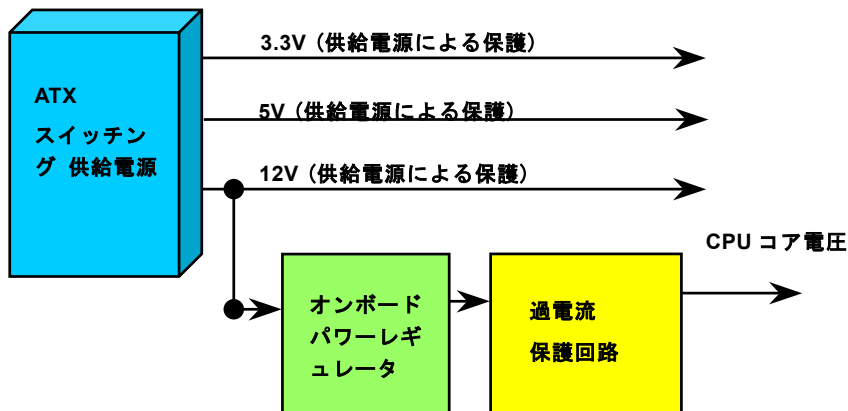 3.3V (供給電源による保護)
ATX
スイッチン
グ 供給電源
5V (供給電源による保護)
12V (供給電源による保護)
CPU コア電圧
オンボード
パワーレギ
ュレータ
過電流
保護回路